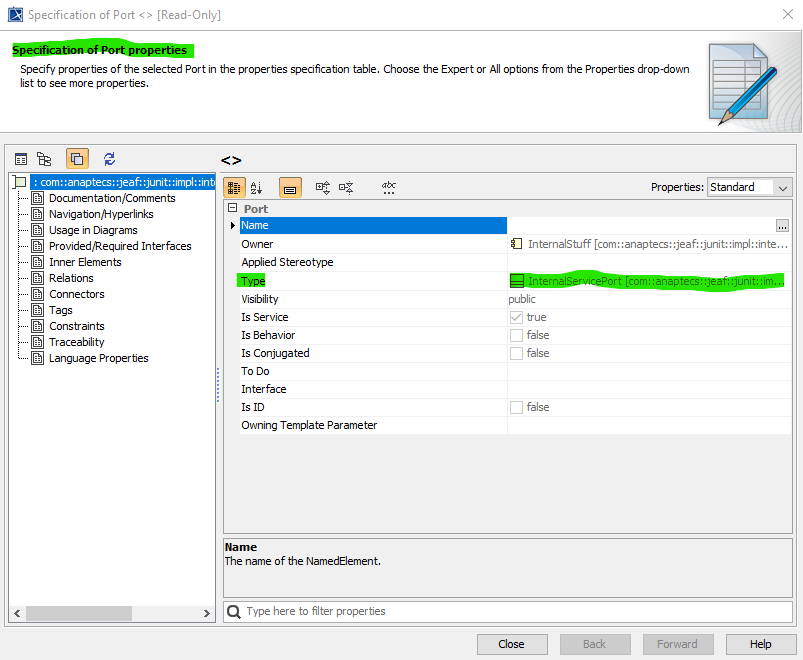 Specification of Port <> [Read-Only]
Specification of Port properties
Specify properties of the selected Port in the properties specification table. Choose the Expert or All options from the Properties drop-down
list to see more properties.
<>
: com::anaptecs::jeaf::junit::impl::inte
Documentation/Comments
Navigation/Hyperlinks
Usage in Diagrams
Provided/Required Interfaces
Inner Elements
Relations
Connectors
Tags
Constraints
Traceability
Language Properties
abc
Properties: Standard
Port
Name ...
Owner InternalStuff [com::anaptecs::jeaf::junit::impl::inte...
Applied Stereotype
Type InternalServicePort [com::anaptecs::jeaf::junit::im...
Visibility public
Is Service true
Is Behavior false
Is Conjugated false
To Do
Interface
Is ID false
Owning Template Parameter
Name
The name of the NamedElement.
Type here to filter properties
Close Back Forward Help